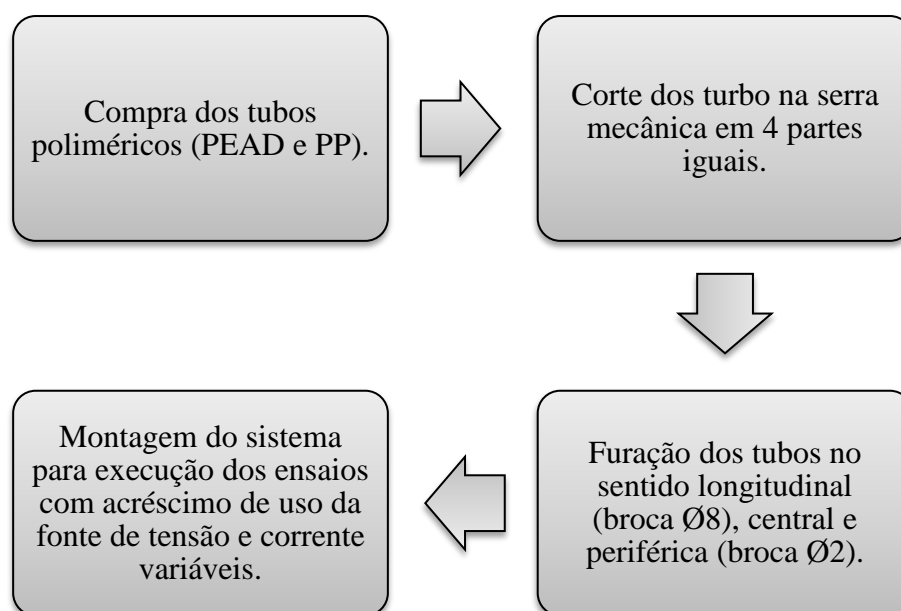 Compra dos tubos
poliméricos (PEAD e PP).
Corte dos turbo na serra
mecânica em 4 partes
iguais.
Furação dos tubos no
sentido longitudinal
(broca Ø8), central e
periférica (broca Ø2).
Montagem do sistema
para execução dos ensaios
com acréscimo de uso da
fonte de tensão e corrente
variáveis.